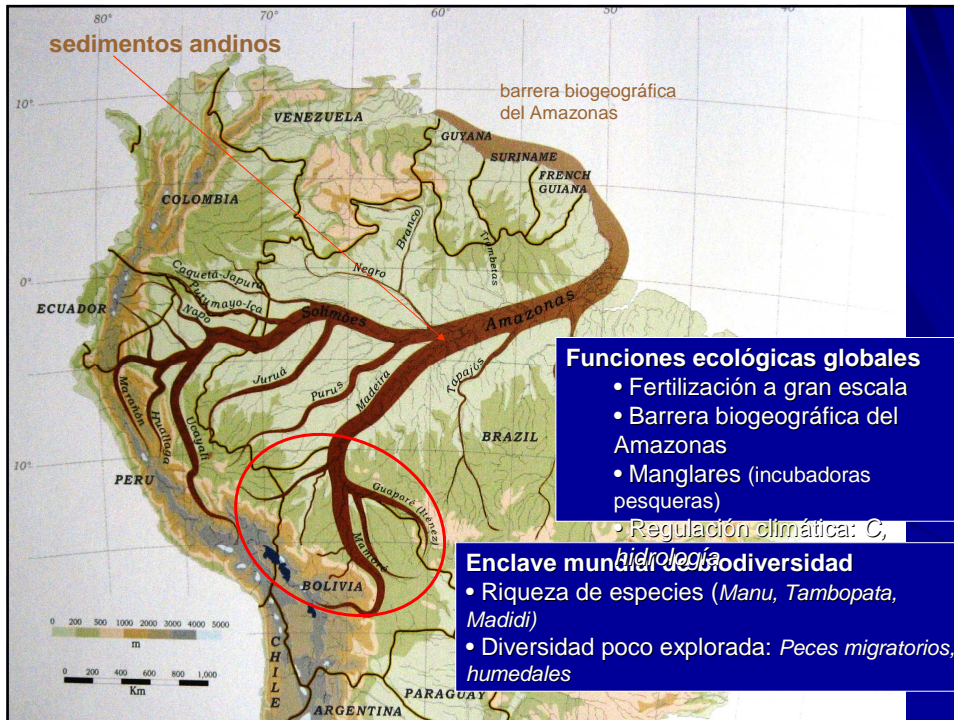 80°
70°
60°
50°
sedimentos andinos
barrera biogeográfica
del Amazonas
10°
VENEZUELA
GUYANA
SURINAME
FRENCH
GUIANA
COLOMBIA
Branco
Trombetas
Negro
Caquetá-Japurá
Putumayo-Iça
Napo
0°
ECUADOR
Solimões
Amazonas
Juruá
Purus
Madeira
Tapajós
Marañón
Huallaga
Ucayali
BRAZIL
10°
PERU
Guaporé (Iténez)
Mamoré
BOLIVIA
Funciones ecológicas globales
• Fertilización a gran escala
• Barrera biogeográfica del
Amazonas
• Manglares (incubadoras
pesqueras)
• Regulación climática: C,
hidrología
Enclave mundial de biodiversidad
• Riqueza de especies (Manu, Tambopata,
Madidi)
• Diversidad poco explorada: Peces migratorios,
humedales
0 200 500 1000 2000 3000 4000 5000
m
0 200 400 600 800 1,000
Km
CHILE
PARAGUAY
ARGENTINA